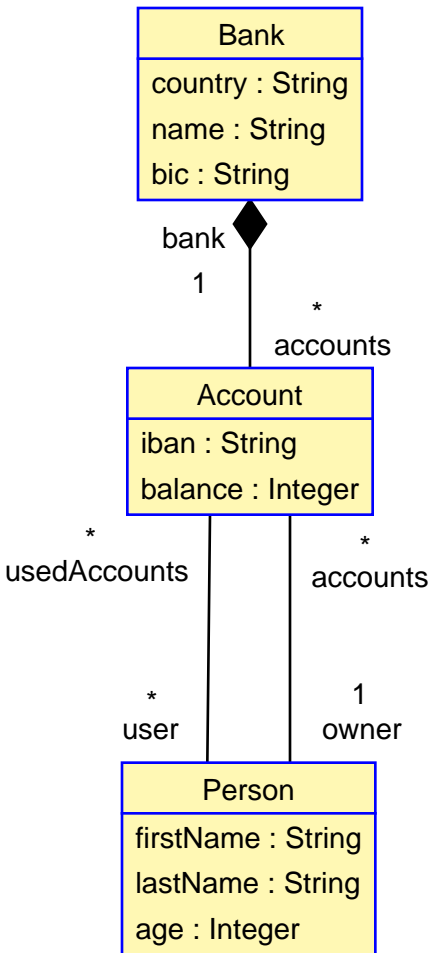 Bank
country : String
name : String
bic : String
bank
1
*
accounts
Account
iban : String
balance : Integer
*
usedAccounts
*
accounts
*
user
1
owner
Person
firstName : String
lastName : String
age : Integer